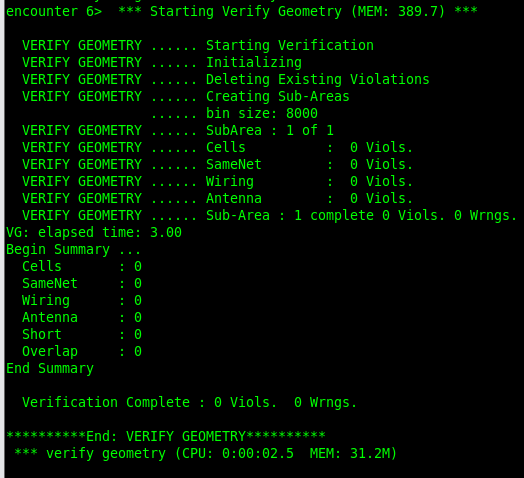 encounter 6>  *** Starting Verify Geometry (MEM: 389.7) ***
  VERIFY GEOMETRY ...... Starting Verification
  VERIFY GEOMETRY ...... Initializing
  VERIFY GEOMETRY ...... Deleting Existing Violations
  VERIFY GEOMETRY ...... Creating Sub-Areas
                  ...... bin size: 8000
  VERIFY GEOMETRY ...... SubArea : 1 of 1
  VERIFY GEOMETRY ...... Cells          :  0 Viols.
  VERIFY GEOMETRY ...... SameNet        :  0 Viols.
  VERIFY GEOMETRY ...... Wiring         :  0 Viols.
  VERIFY GEOMETRY ...... Antenna        :  0 Viols.
  VERIFY GEOMETRY ...... Sub-Area : 1 complete 0 Viols. 0 Wrngs.
VG: elapsed time: 3.00
Begin Summary ...
  Cells       : 0
  SameNet     : 0
  Wiring      : 0
  Antenna     : 0
  Short       : 0
  Overlap     : 0
End Summary
  Verification Complete : 0 Viols.  0 Wrngs.
**********End: VERIFY GEOMETRY**********
 *** verify geometry (CPU: 0:00:02.5  MEM: 31.2M)